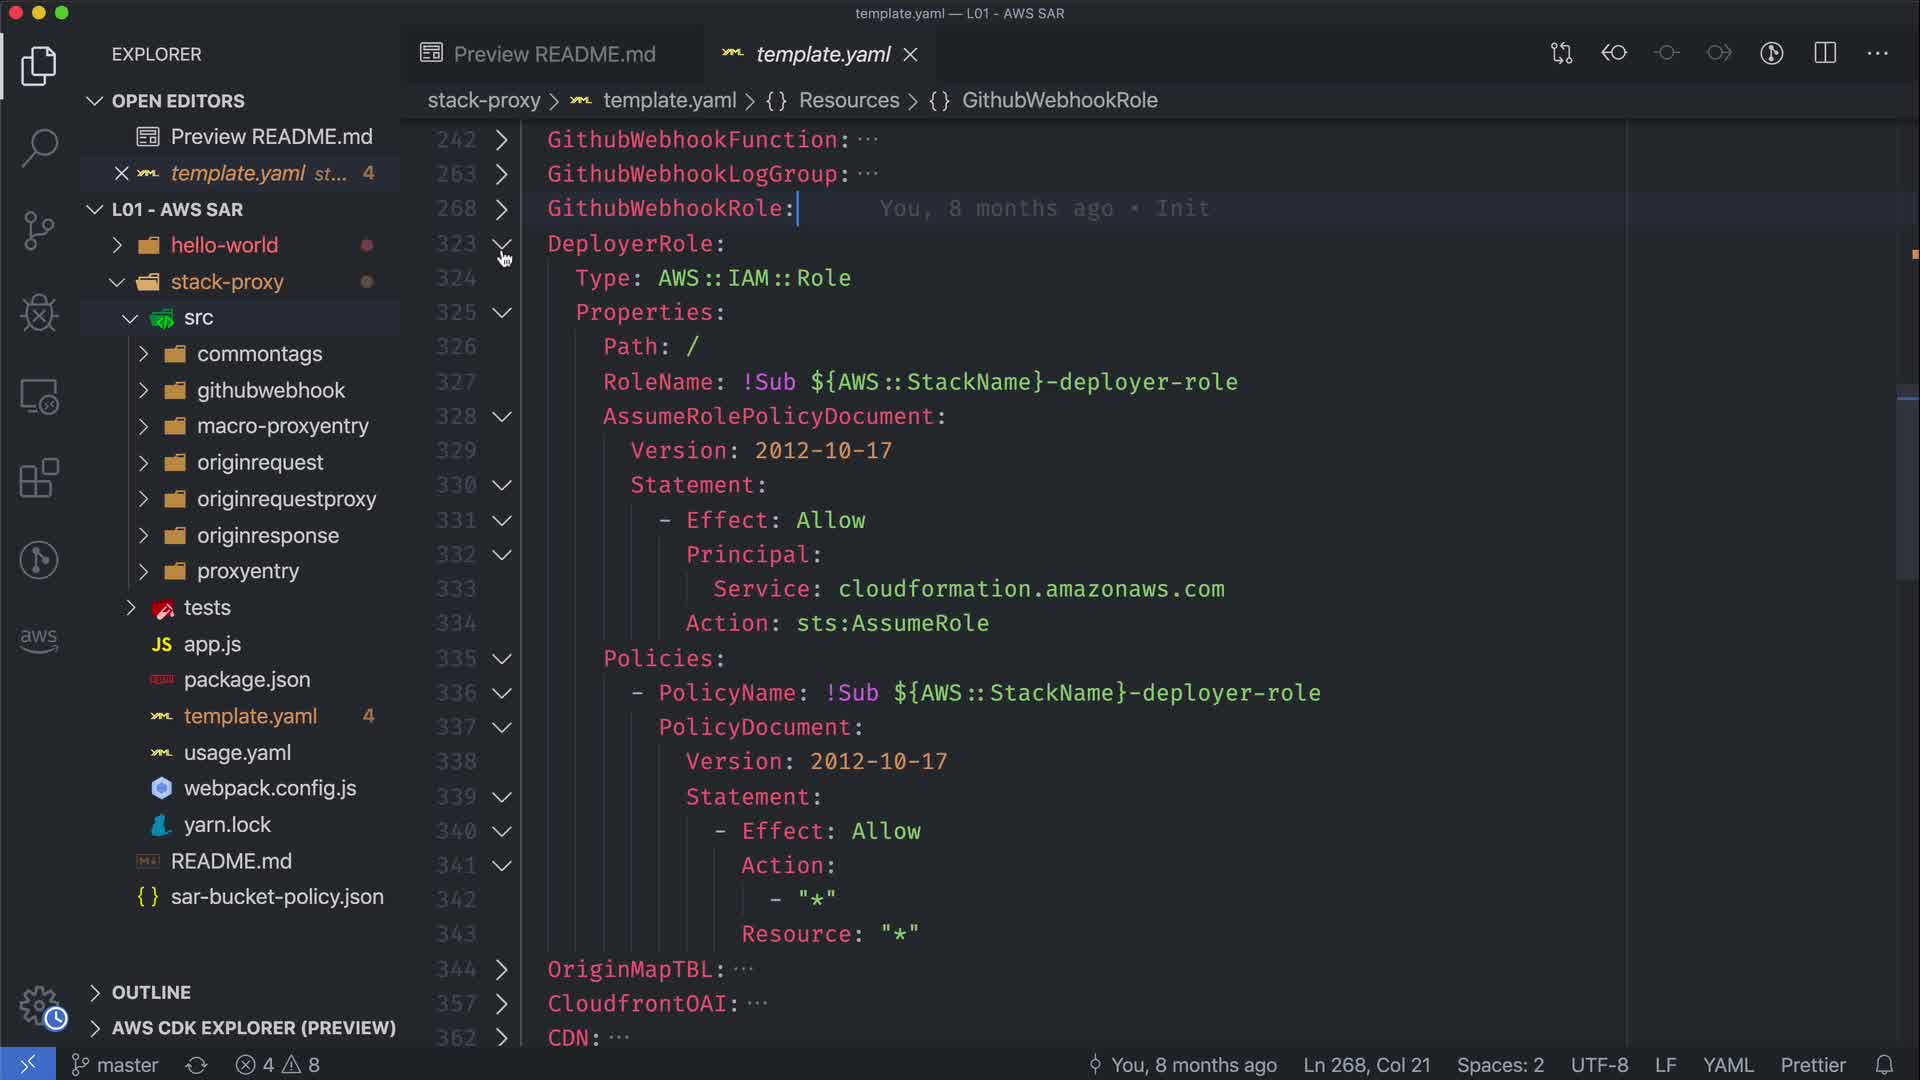 template.yaml — L01 - AWS SAR
EXPLORER
Preview README.md
template.yaml
OPEN EDITORS
stack-proxy > template.yaml > {} Resources > {} GithubWebhookRole
Preview README.md
template.yaml st... 4
L01 - AWS SAR
hello-world
stack-proxy
src
commontags
githubwebhook
macro-proxyentry
originrequest
originrequestproxy
originresponse
proxyentry
tests
JS app.js
package.json
template.yaml 4
usage.yaml
webpack.config.js
yarn.lock
README.md
{ } sar-bucket-policy.json
OUTLINE
AWS CDK EXPLORER (PREVIEW)
aws
242 GithubWebhookFunction: ···
263 GithubWebhookLogGroup: ···
268 GithubWebhookRole: You, 8 months ago • Init
323 DeployerRole:
324 Type: AWS::IAM::Role
325 Properties:
326 Path: /
327 RoleName: !Sub ${AWS::StackName}-deployer-role
328 AssumeRolePolicyDocument:
329 Version: 2012-10-17
330 Statement:
331 - Effect: Allow
332 Principal:
333 Service: cloudformation.amazonaws.com
334 Action: sts:AssumeRole
335 Policies:
336 - PolicyName: !Sub ${AWS::StackName}-deployer-role
337 PolicyDocument:
338 Version: 2012-10-17
339 Statement:
340 - Effect: Allow
341 Action:
342 - "*"
343 Resource: "*"
344 OriginMapTBL: ···
357 CloudfrontOAI: ···
362 CDN: ···
master 4 8 You, 8 months ago Ln 268, Col 21 Spaces: 2 UTF-8 LF YAML Prettier